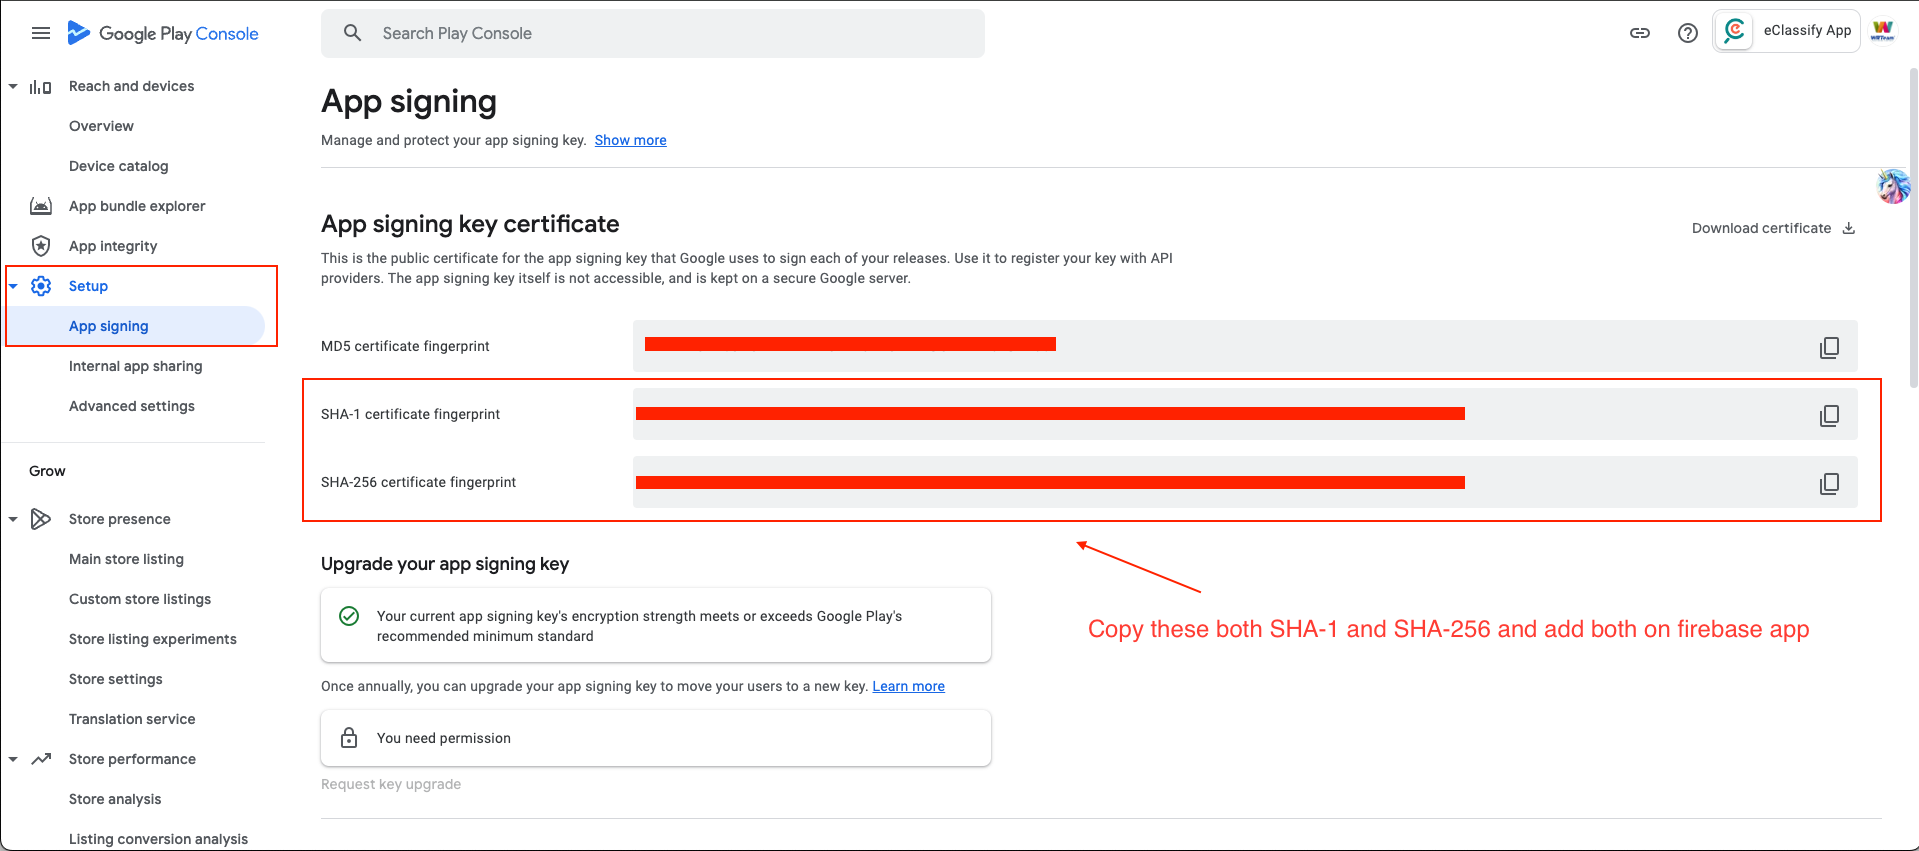 Google Play Console
Search Play Console
eClassify App
Reach and devices
Overview
Device catalog
App bundle explorer
App integrity
Setup
App signing
Internal app sharing
Advanced settings
Grow
Store presence
Main store listing
Custom store listings
Store listing experiments
Store settings
Translation service
Store performance
Store analysis
Listing conversion analysis
App signing
Manage and protect your app signing key. Show more
App signing key certificate
Download certificate
This is the public certificate for the app signing key that Google uses to sign each of your releases. Use it to register your key with API
providers. The app signing key itself is not accessible, and is kept on a secure Google server.
MD5 certificate fingerprint
SHA-1 certificate fingerprint
SHA-256 certificate fingerprint
Copy these both SHA-1 and SHA-256 and add both on firebase app
Upgrade your app signing key
Your current app signing key's encryption strength meets or exceeds Google Play's
recommended minimum standard
Once annually, you can upgrade your app signing key to move your users to a new key. Learn more
You need permission
Request key upgrade